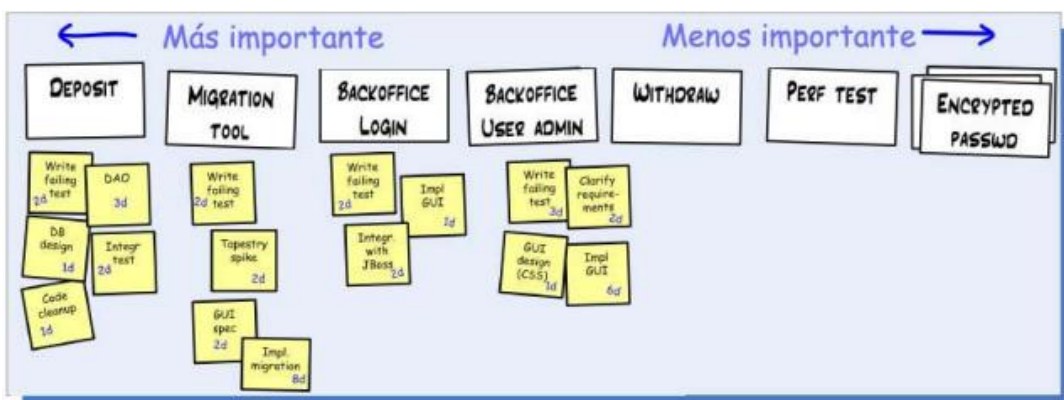 Más importante
Menos importante
DEPOSIT
MIGRATION
TOOL
BACKOFFICE
LOGIN
BACKOFFICE
USER ADMIN
WITHDRAW
PERF TEST
ENCRYPTED
PASSWD
Write
failing
test
2d
DAO
3d
DB
design
1d
Integr
test
2d
Code
cleanup
1d
Write
failing
test
2d
Tapestry
spike
2d
GUI
spec
2d
Impl.
migration
8d
Write
failing
test
2d
Impl
GUI
1d
Integr.
with
JBoss
2d
Write
failing
test
3d
Clarify
require-
ments
2d
GUI
design
(CSS)
1d
Impl
GUI
6d